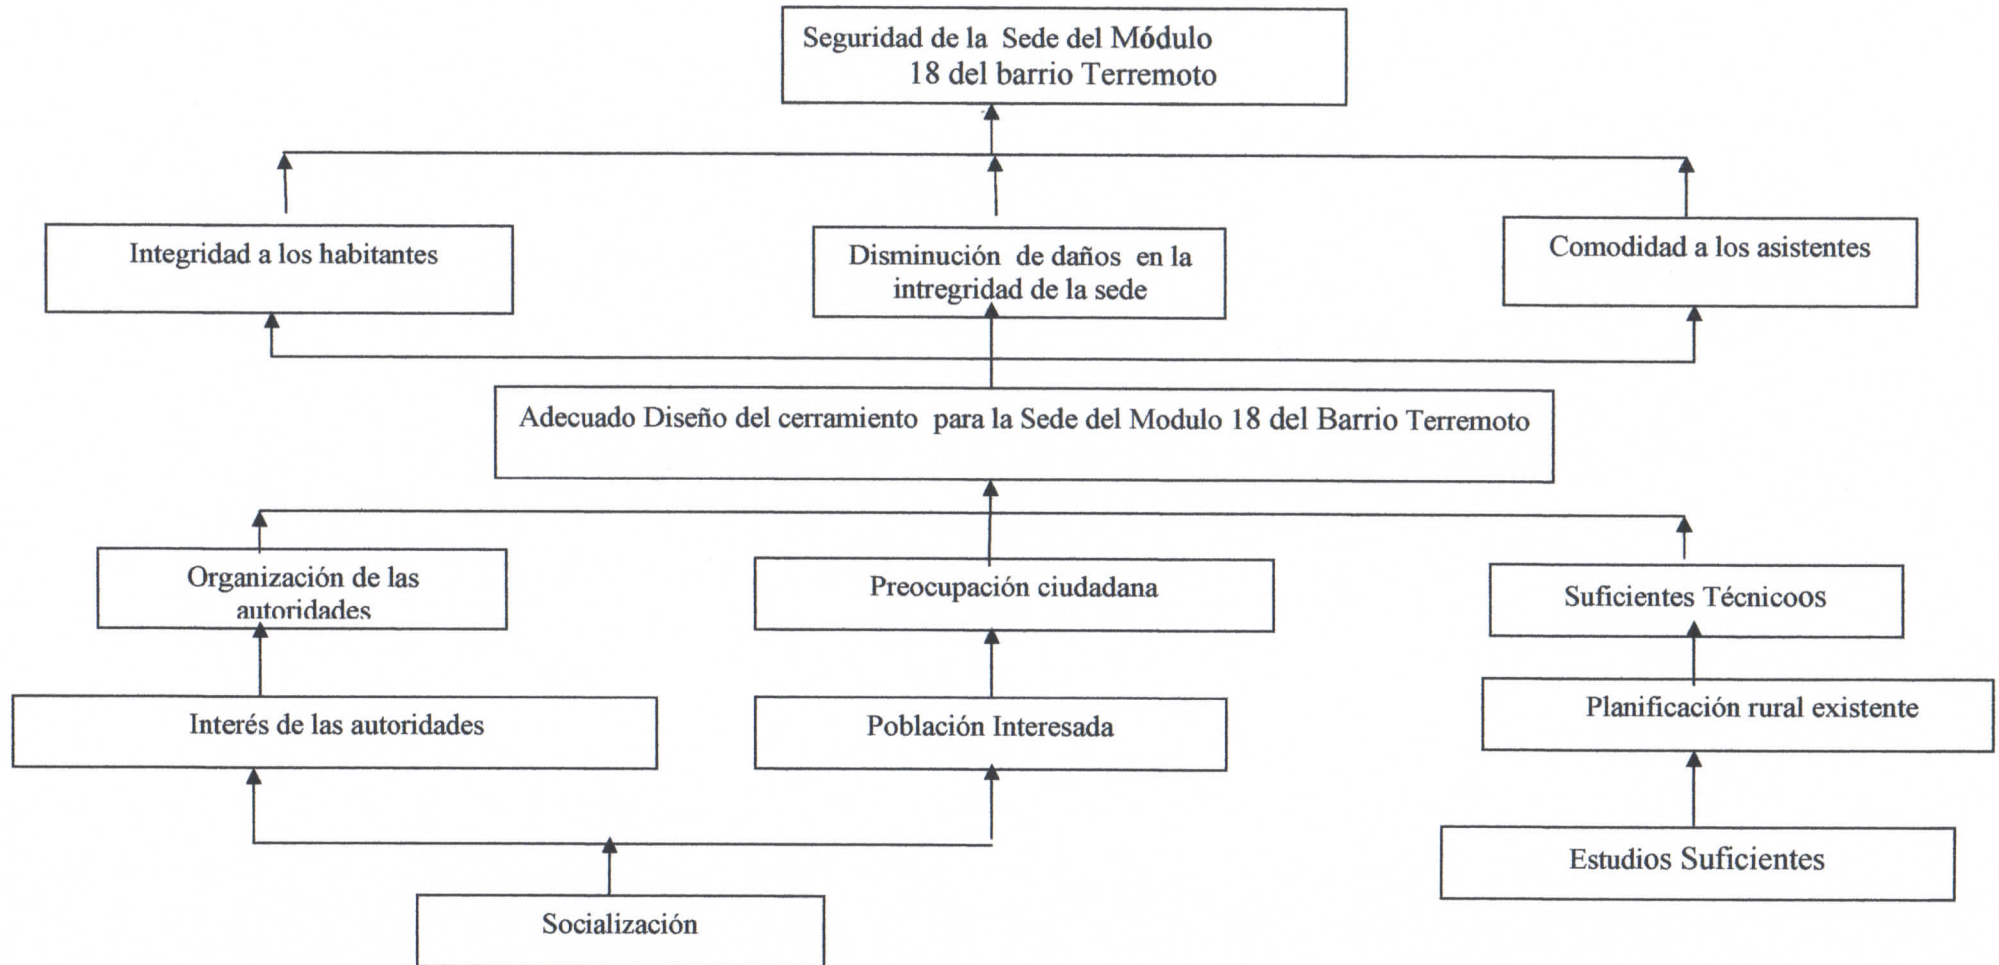 Seguridad de la Sede del Módulo
18 del barrio Terremoto
Integridad a los habitantes
Disminución de daños en la
intregridad de la sede
Comodidad a los asistentes
Adecuado Diseño del cerramiento para la Sede del Modulo 18 del Barrio Terremoto
Organización de las
autoridades
Preocupación ciudadana
Suficientes Técnicoos
Interés de las autoridades
Población Interesada
Planificación rural existente
Estudios Suficientes
Socialización